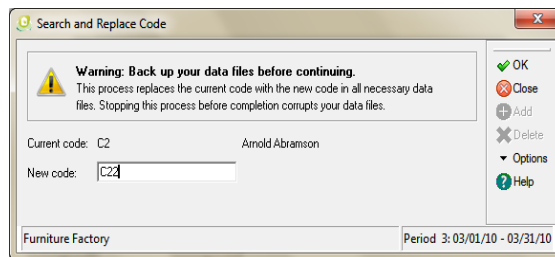 Search and Replace Code
Warning: Back up your data files before continuing.
This process replaces the current code with the new code in all necessary data
files. Stopping this process before completion corrupts your data files.
Current code: C2 Arnold Abramson
New code: C22
OK
Close
Add
Delete
Options
Help
Furniture Factory Period 3: 03/01/10 - 03/31/10